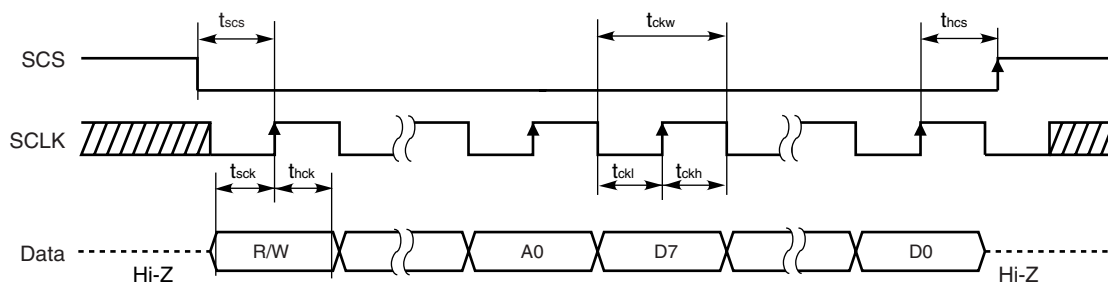 tscs tckw thcs
SCS
SCLK
tsck thck tckl tckh
Data R/W A0 D7 D0
Hi-Z Hi-Z